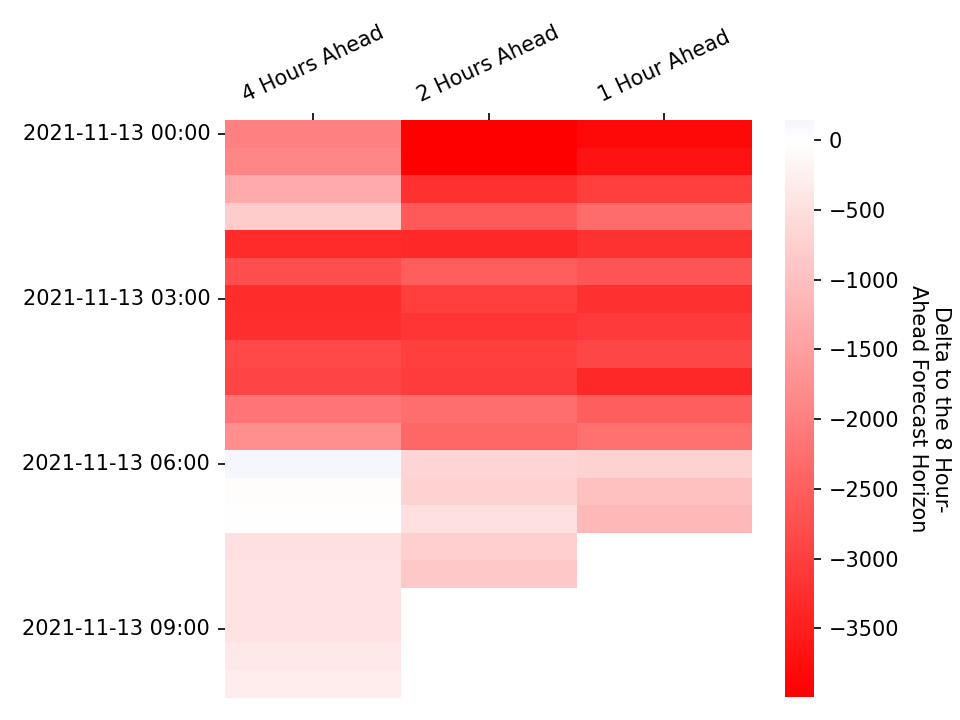 4 Hours Ahead
2 Hours Ahead
1 Hour Ahead
2021-11-13 00:00
2021-11-13 03:00
2021-11-13 06:00
2021-11-13 09:00
0
−500
−1000
−1500
−2000
−2500
−3000
−3500
Delta to the 8 Hour-
Ahead Forecast Horizon